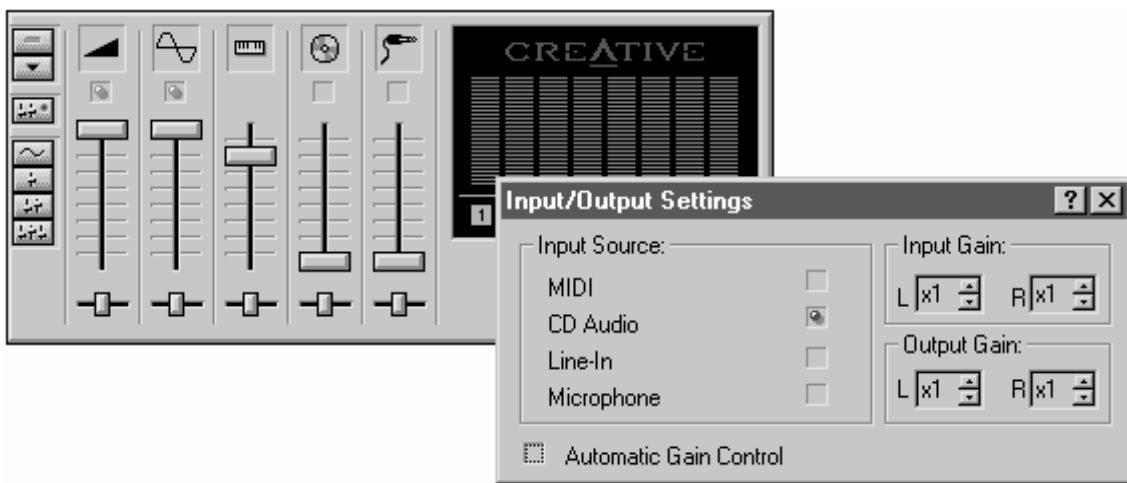 CREATIVE
1
Input/Output Settings
Input Source:
MIDI
CD Audio
Line-In
Microphone
Input Gain:
L x1 R x1
Output Gain:
L x1 R x1
Automatic Gain Control